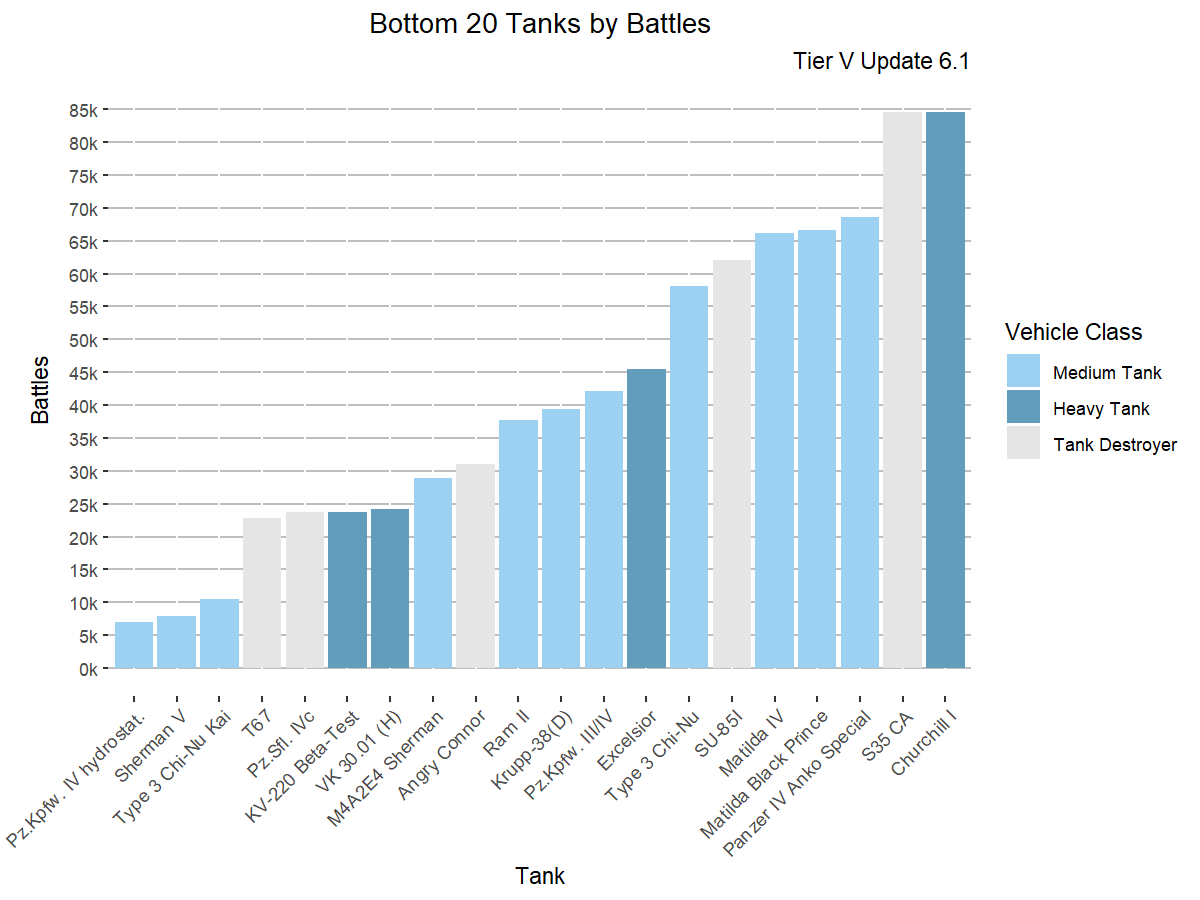 Bottom 20 Tanks by Battles
Tier V Update 6.1
85k
80k
75k
70k
65k
60k
55k
50k
45k
40k
35k
30k
25k
20k
15k
10k
5k
0k
Battles
Pz.Kpfw. IV hydrostat.
Sherman V
Type 3 Chi-Nu Kai
T67
Pz.Sfl. IVc
KV-220 Beta-Test
VK 30.01 (H)
M4A2E4 Sherman
Angry Connor
Ram II
Krupp-38(D)
Pz.Kpfw. III/IV
Excelsior
Type 3 Chi-Nu
SU-85I
Matilda IV
Matilda Black Prince
Panzer IV Anko Special
S35 CA
Churchill I
Tank
Vehicle Class
Medium Tank
Heavy Tank
Tank Destroyer